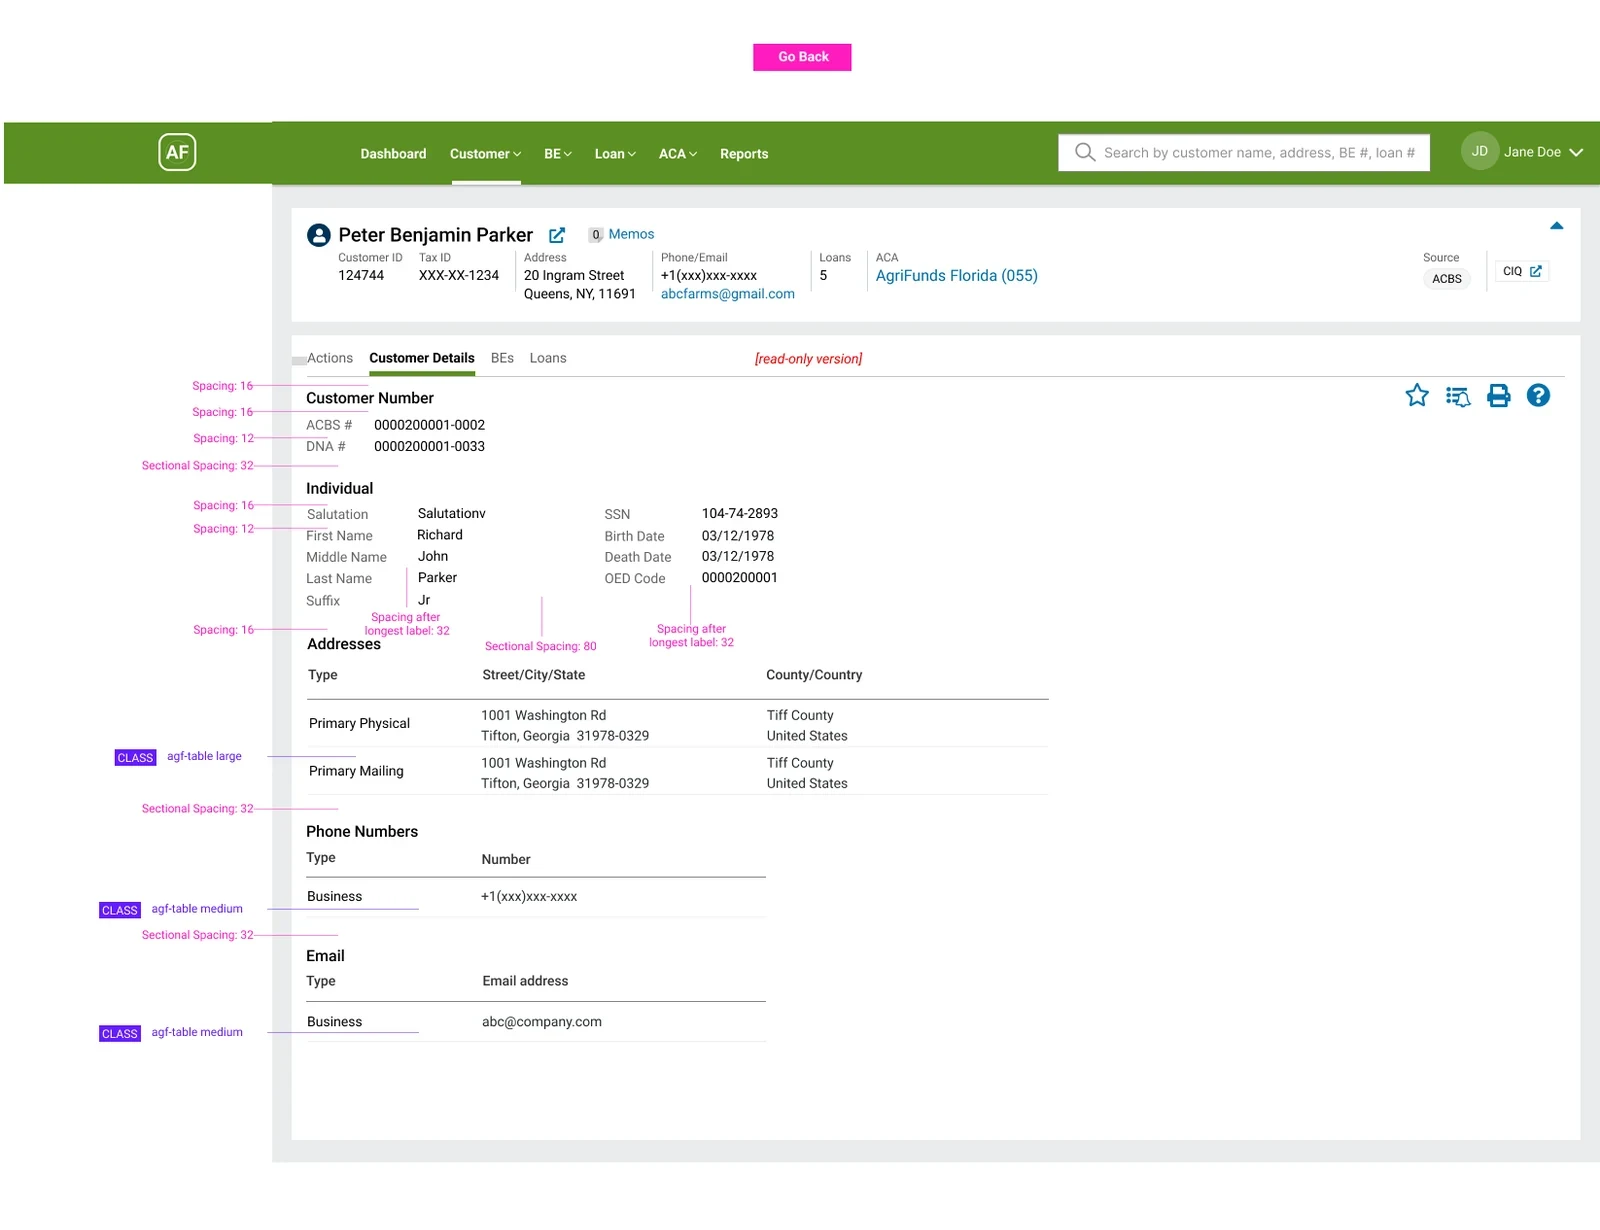 Go Back
AF
Dashboard Customer BE Loan ACA Reports
Search by customer name, address, BE #, loan #
JD Jane Doe
Peter Benjamin Parker 0 Memos
Customer ID Tax ID Address Phone/Email Loans ACA Source
124744 XXX-XX-1234 20 Ingram Street +1(xxx)xxx-xxxx 5 AgriFunds Florida (055) ACBS CIQ
Queens, NY, 11691 abcfarms@gmail.com
Actions Customer Details BEs Loans [read-only version]
Spacing: 16
Customer Number
Spacing: 16
ACBS # 0000200001-0002
Spacing: 12
DNA # 0000200001-0033
Sectional Spacing: 32
Individual
Spacing: 16
Salutation Salutationv SSN 104-74-2893
Spacing: 12
First Name Richard Birth Date 03/12/1978
Middle Name John Death Date 03/12/1978
Last Name Parker OED Code 0000200001
Suffix Jr
Spacing after
longest label: 32
Spacing after
longest label: 32
Spacing: 16
Sectional Spacing: 80
Addresses
Type Street/City/State County/Country
Primary Physical 1001 Washington Rd Tiff County
Tifton, Georgia 31978-0329 United States
CLASS agf-table large
Primary Mailing 1001 Washington Rd Tiff County
Tifton, Georgia 31978-0329 United States
Sectional Spacing: 32
Phone Numbers
Type Number
Business +1(xxx)xxx-xxxx
CLASS agf-table medium
Sectional Spacing: 32
Email
Type Email address
Business abc@company.com
CLASS agf-table medium